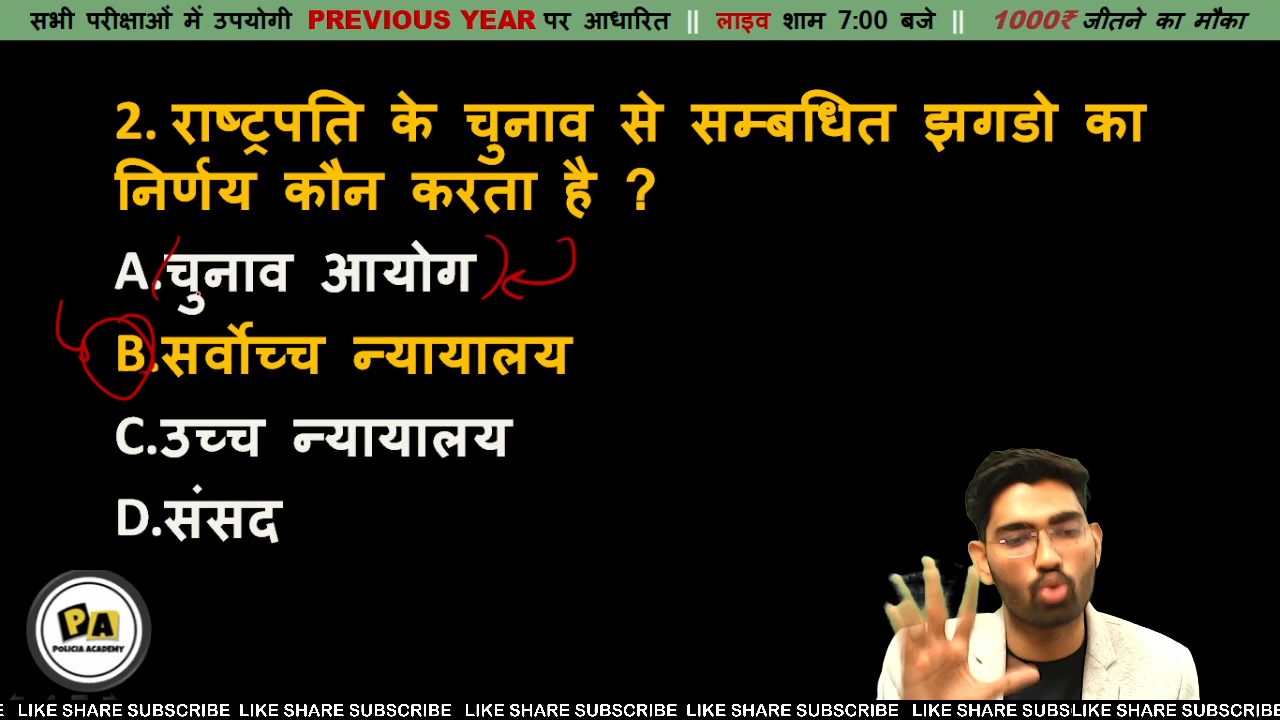 सभी परीक्षाओं में उपयोगी PREVIOUS YEAR पर आधारित || लाइव शाम 7:00 बजे || 1000₹ जीतने का मौका
2. राष्ट्रपति के चुनाव से सम्बधित झगडो का
निर्णय कौन करता है ?
A.चुनाव आयोग
B.सर्वोच्च न्यायालय
C.उच्च न्यायालय
D.संसद
PA
POLICIA ACADEMY
E LIKE SHARE SUBSCRIBE LIKE SHARE SUBSCRIBE LIKE SHARE SUBSCRIBE LIKE SHARE SUBSCRIBE LIKE SHARE SUBS LIKE SHARE SUBSCRIBE